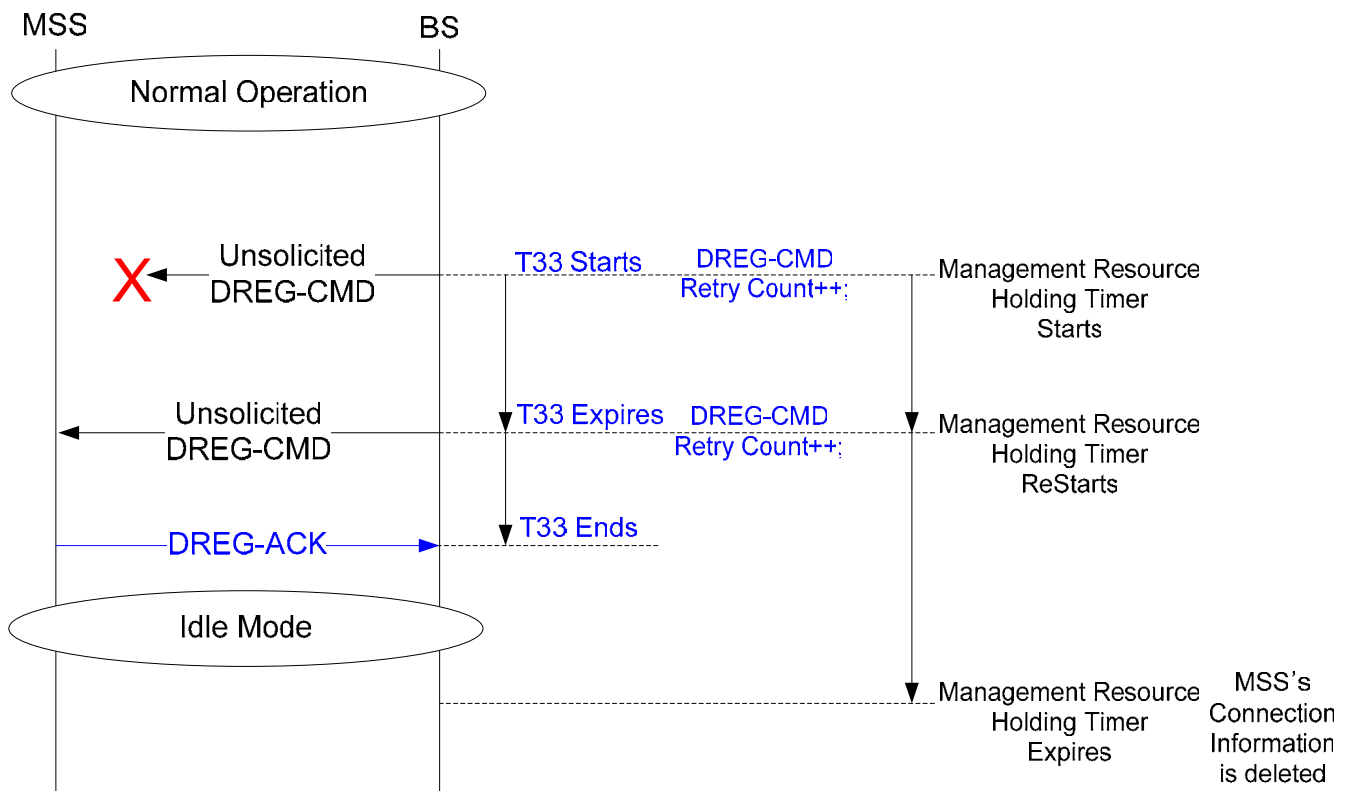 MSS
BS
Normal Operation
Unsolicited
DREG-CMD
X
T33 Starts
DREG-CMD
Retry Count++;
Management Resource
Holding Timer
Starts
Unsolicited
DREG-CMD
T33 Expires
DREG-CMD
Retry Count++;
Management Resource
Holding Timer
ReStarts
DREG-ACK
T33 Ends
Idle Mode
Management Resource
Holding Timer
Expires
MSS's
Connection
Information
is deleted